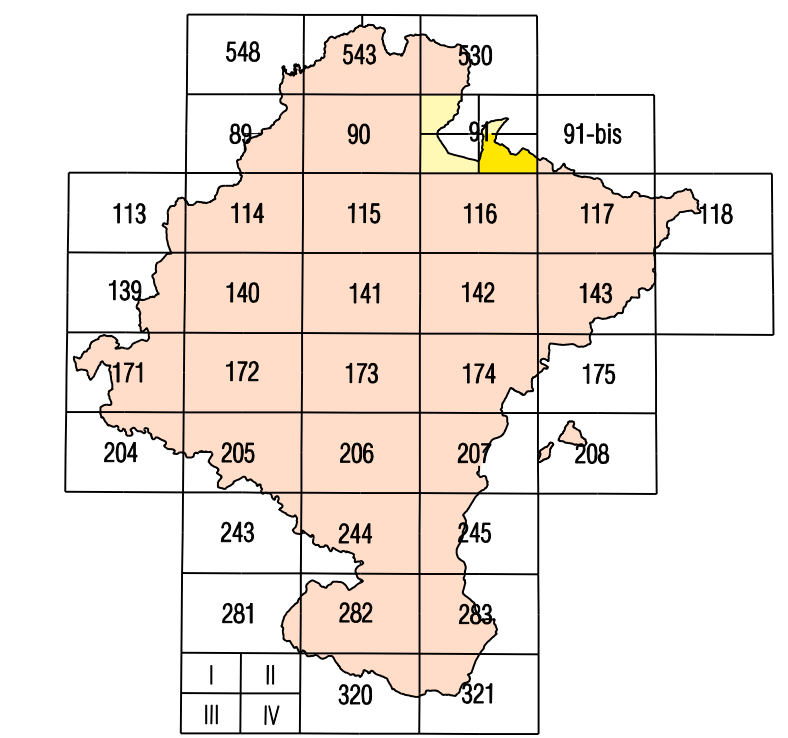 548 543 530
89 90 91 91-bis
113 114 115 116 117 118
139 140 141 142 143
171 172 173 174 175
204 205 206 207 208
243 244 245
281 282 283
I II
320 321
III IV